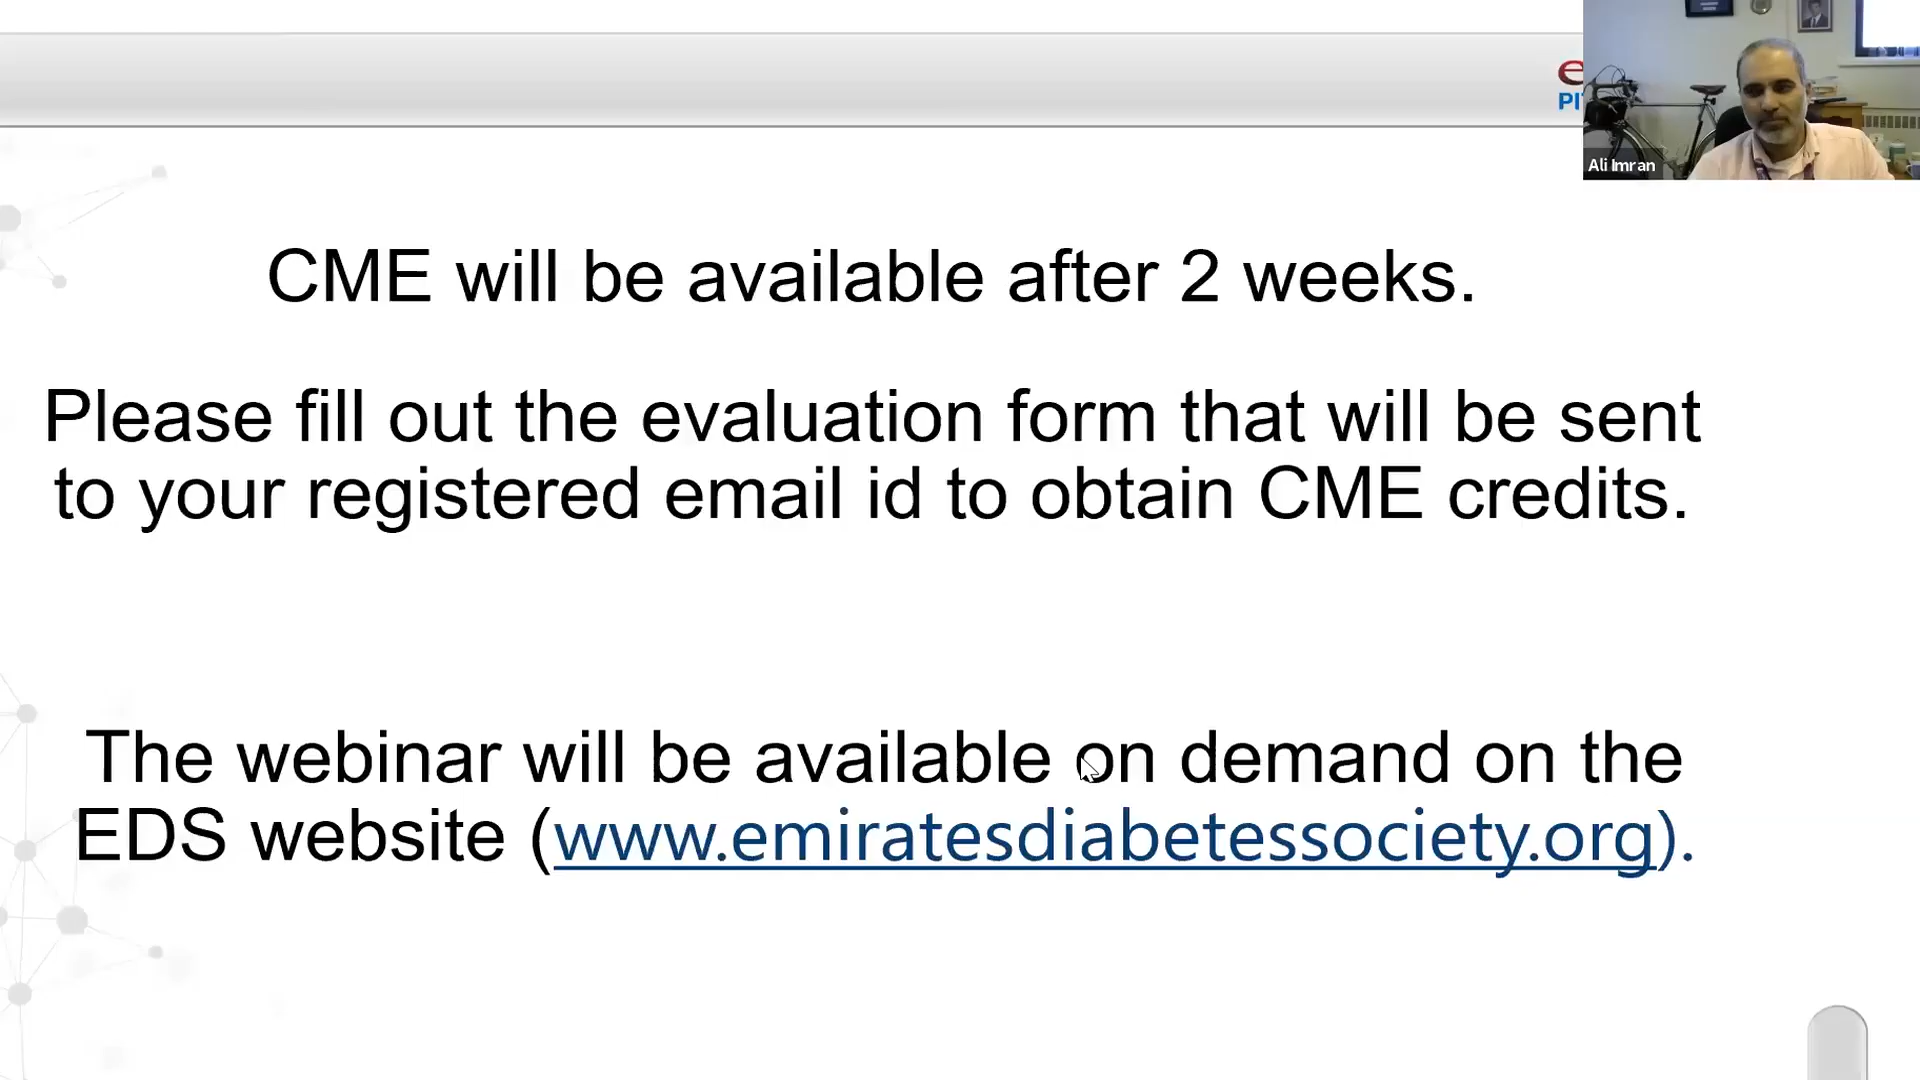 CME will be available after 2 weeks.
Please fill out the evaluation form that will be sent
to your registered email id to obtain CME credits.
The webinar will be available on demand on the
EDS website (www.emiratesdiabetessociety.org).
Ali Imran